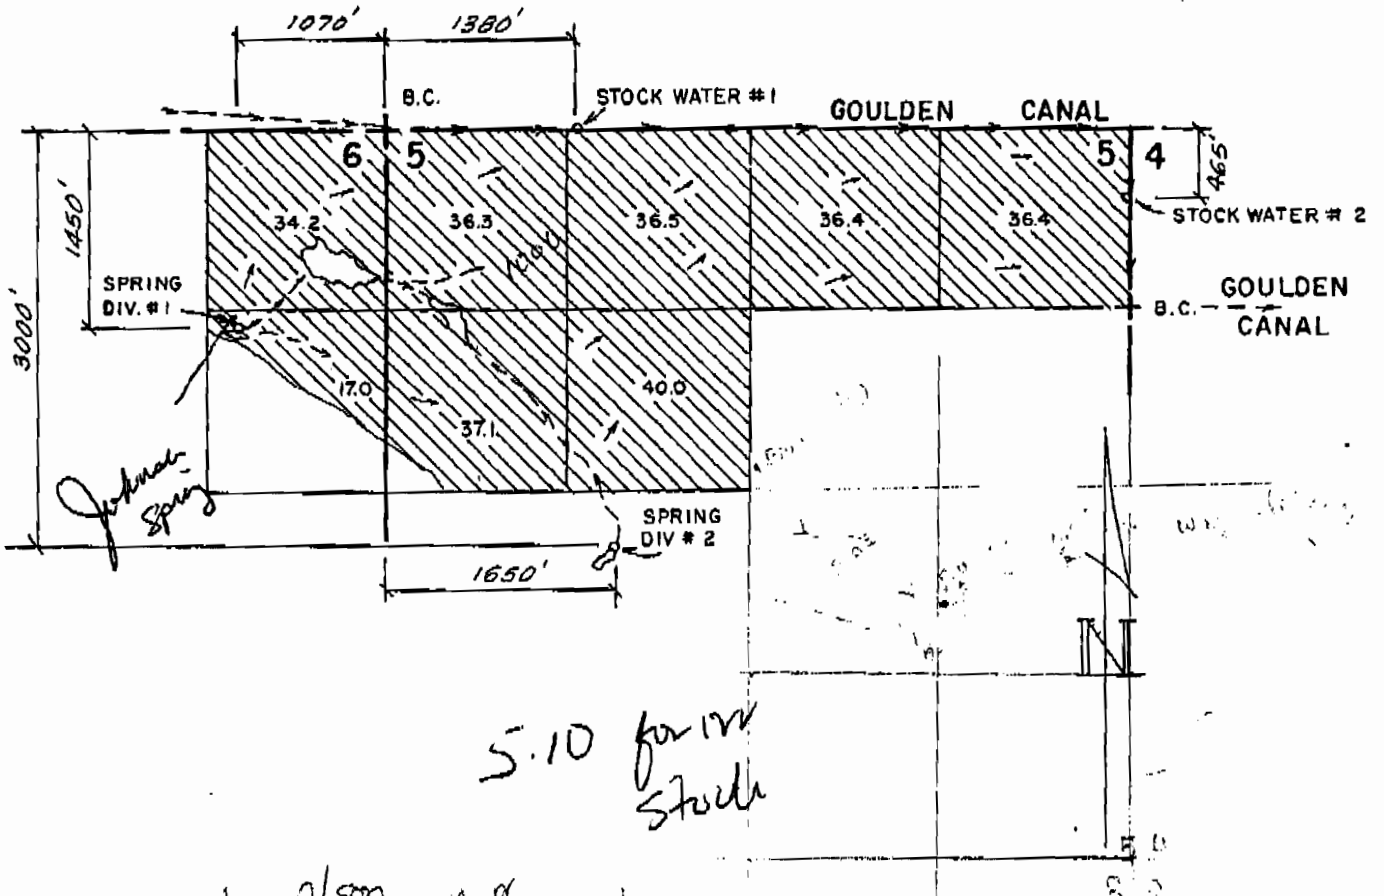 1070'
1380'
B.C.
STOCK WATER #1
GOULDEN CANAL
6 5
5 4
465'
1450'
3000'
34.2
36.3
36.5
36.4
36.4
STOCK WATER # 2
SPRING
DIV. #1
B.C.
GOULDEN
CANAL
17.0
37.1
40.0
Johnson
Spring
SPRING
DIV # 2
1650'
N
5.10 for irr
Stock